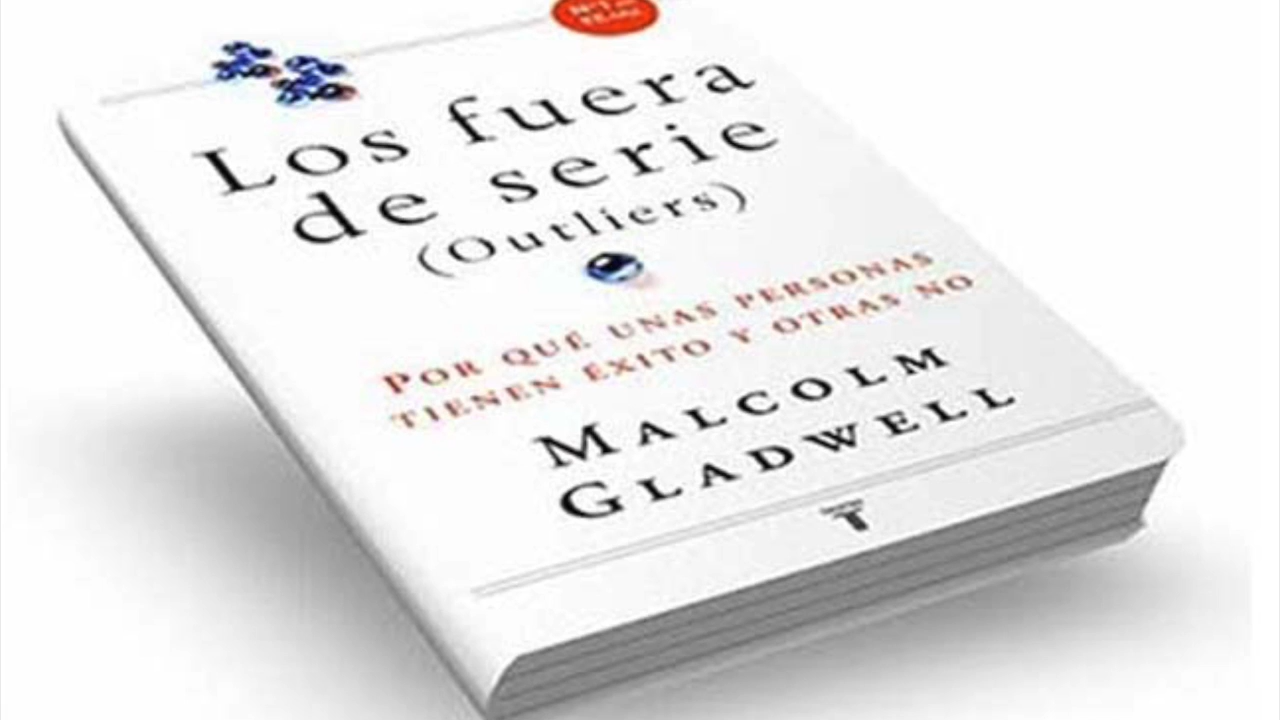 Los fuera
de serie
(Outliers)
POR QUÉ UNAS PERSONAS
TIENEN ÉXITO Y OTRAS NO
MALCOLM
GLADWELL